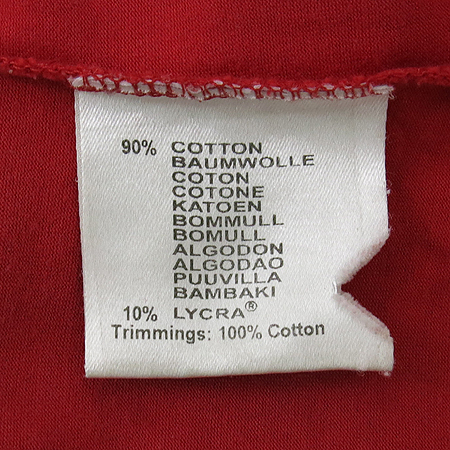 90% COTTON
BAUMWOLLE
COTON
COTONE
KATOEN
BOMMULL
BOMULL
ALGODON
ALGODAO
PUUVILLA
BAMBAKI
10% LYCRA®
Trimmings: 100% Cotton